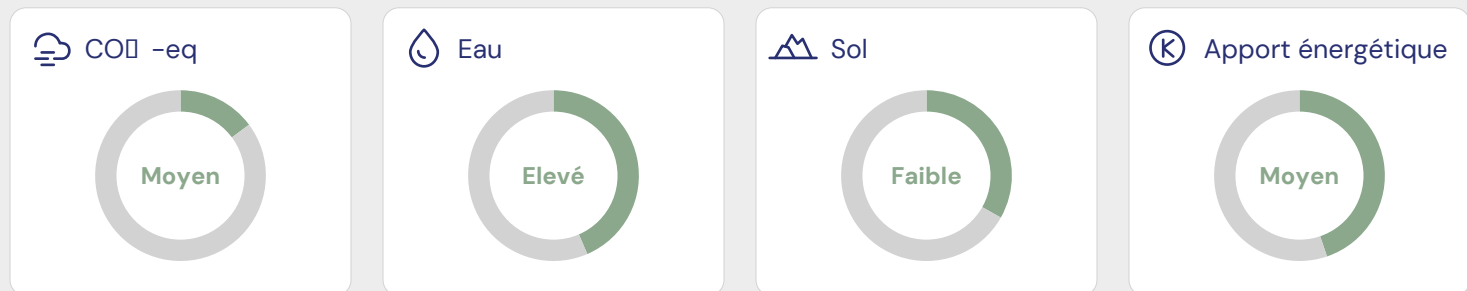 CO▯ -eq
Eau
Sol
Apport énergétique
Moyen
Elevé
Faible
Moyen